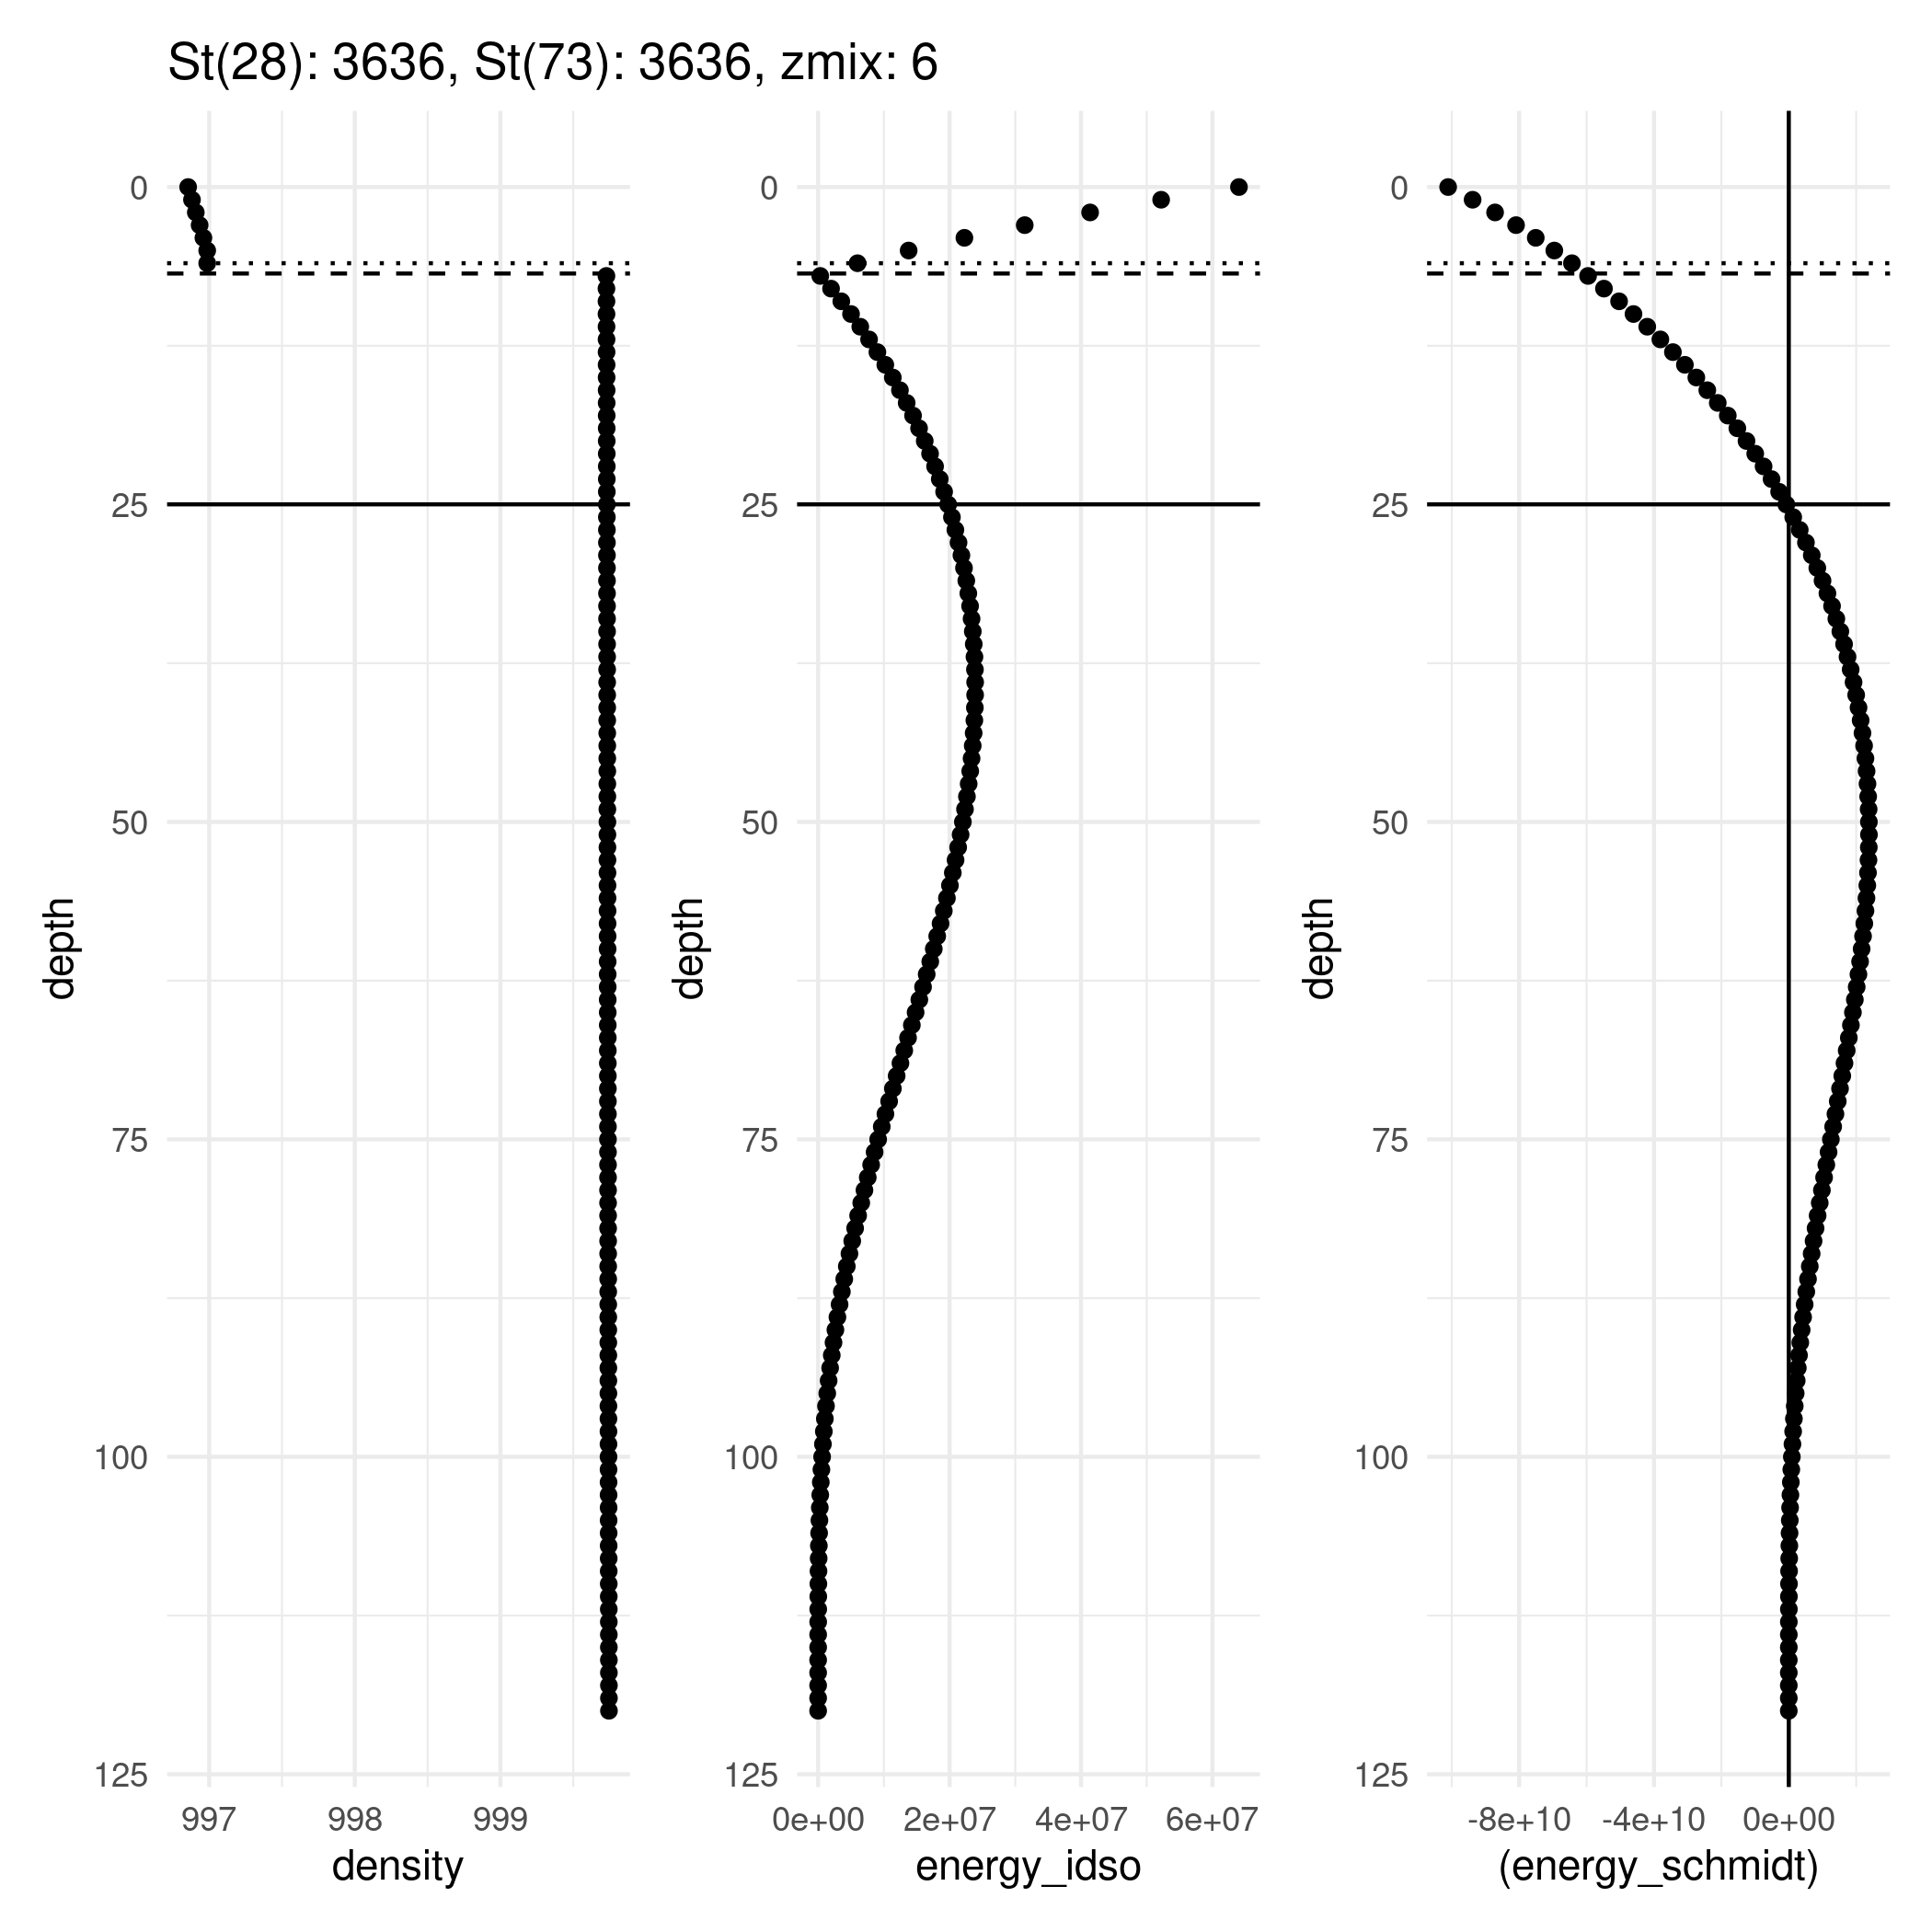 St(28): 3636, St(73): 3636, zmix: 6
0
25
50
75
100
125
depth
997 998 999
density
0
25
50
75
100
125
depth
0e+00 2e+07 4e+07 6e+07
energy_idso
0
25
50
75
100
125
depth
-8e+10 -4e+10 0e+00
(energy_schmidt)